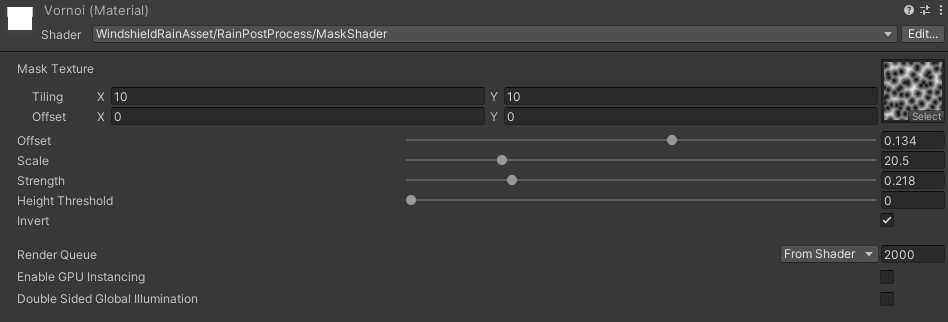 Vornoi (Material)
Shader WindshieldRainAsset/RainPostProcess/MaskShader Edit...
Mask Texture
Tiling X 10 Y 10
Offset X 0 Y 0
Select
Offset 0.134
Scale 20.5
Strength 0.218
Height Threshold 0
Invert
Render Queue From Shader 2000
Enable GPU Instancing
Double Sided Global Illumination